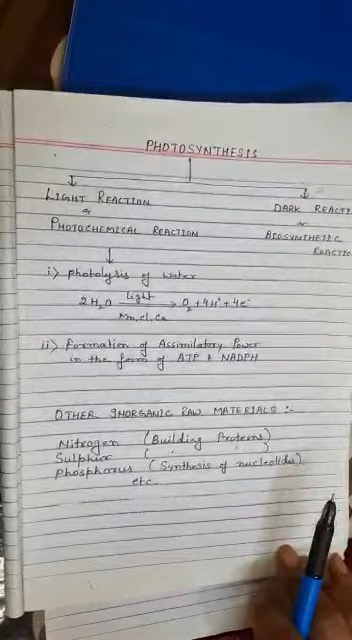 PHOTOSYNTHESIS
LIGHT REACTION
or
PHOTOCHEMICAL REACTION
DARK REACTI
or
BIOSYNTHETIC
REACTIO
i) Photolysis of water
2H₂O light → O₂ + 4H⁺ + 4e⁻
Mn, Cl, Ca
ii) Formation of Assimilatory Power
in the form of ATP & NADPH
OTHER INORGANIC RAW MATERIALS :-
Nitrogen (Building Proteins)
Sulphur ( " " )
Phosphorus (Synthesis of nucleotides)
etc.